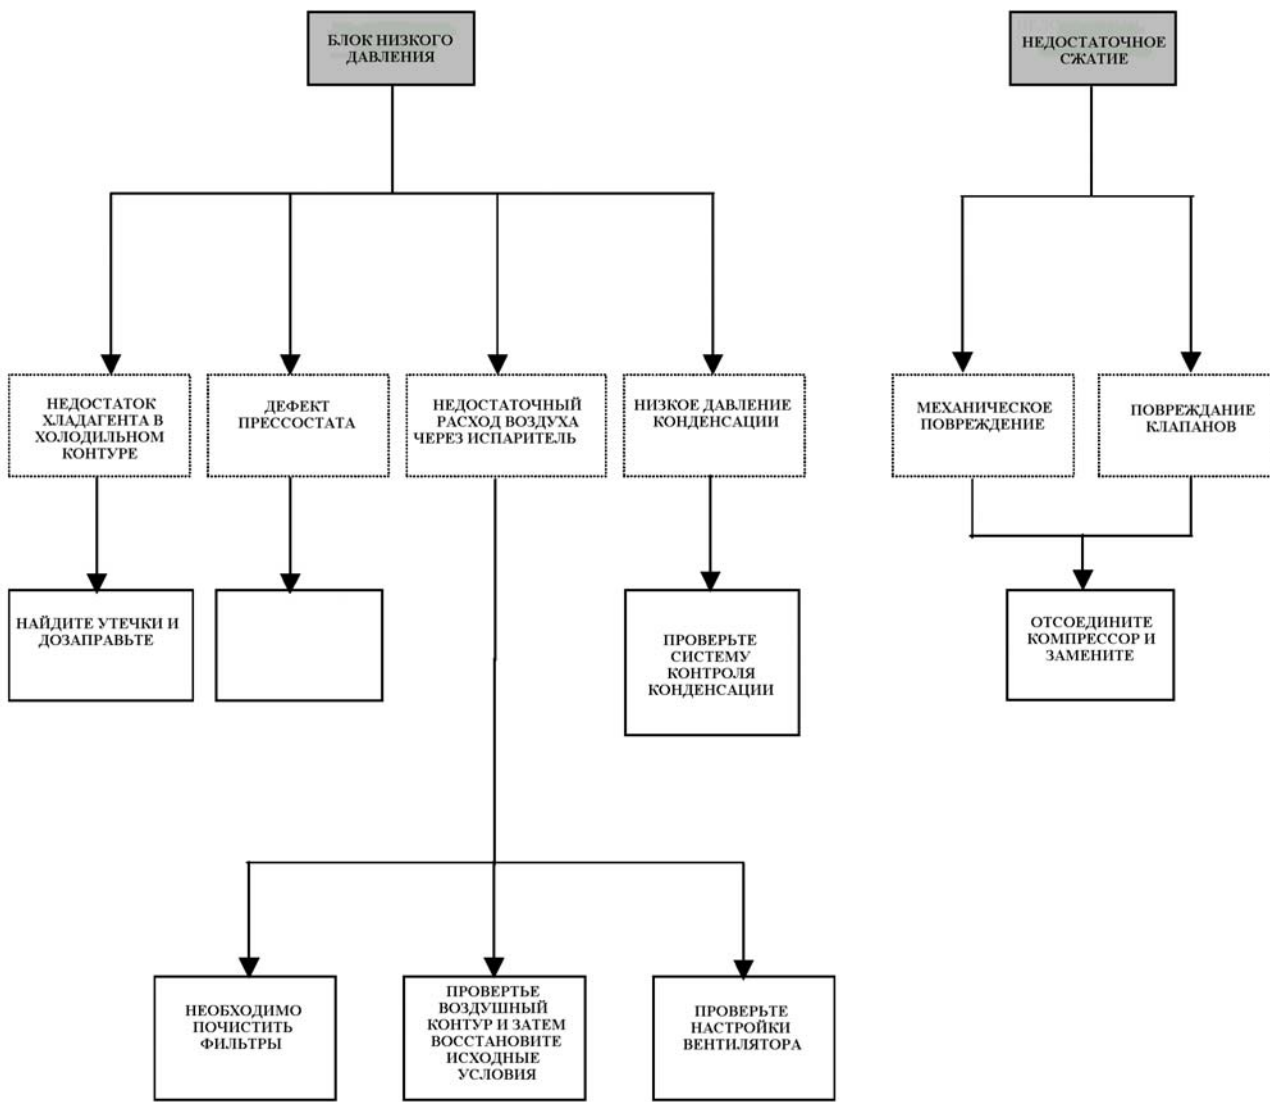 БЛОК НИЗКОГО
ДАВЛЕНИЯ
НЕДОСТАТОЧНОЕ
СЖАТИЕ
НЕДОСТАТОК
ХЛАДАГЕНТА В
ХОЛОДИЛЬНОМ
КОНТУРЕ
ДЕФЕКТ
ПРЕССОСТАТА
НЕДОСТАТОЧНЫЙ
РАСХОД ВОЗДУХА
ЧЕРЕЗ ИСПАРИТЕЛЬ
НИЗКОЕ ДАВЛЕНИЕ
КОНДЕНСАЦИИ
МЕХАНИЧЕСКОЕ
ПОВРЕЖДЕНИЕ
ПОВРЕЖДАНИЕ
КЛАПАНОВ
НАЙДИТЕ УТЕЧКИ И
ДОЗАПРАВЬТЕ
ПРОВЕРЬТЕ
СИСТЕМУ
КОНТРОЛЯ
КОНДЕНСАЦИИ
ОТСОЕДИНИТЕ
КОМПРЕССОР И
ЗАМЕНИТЕ
НЕОБХОДИМО
ПОЧИСТИТЬ
ФИЛЬТРЫ
ПРОВЕРТЬЕ
ВОЗДУШНЫЙ
КОНТУР И ЗАТЕМ
ВОССТАНОВИТЕ
ИСХОДНЫЕ
УСЛОВИЯ
ПРОВЕРЬТЕ
НАСТРОЙКИ
ВЕНТИЛЯТОРА